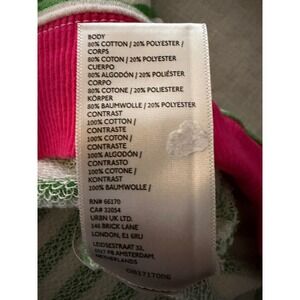 BODY
80% COTTON / 20% POLYESTER /
CORPS
80% COTON / 20% POLYESTER
CUERPO
80% ALGODÓN / 20% POLIÉSTER
CORPO
80% COTONE / 20% POLIESTERE
KÖRPER
80% BAUMWOLLE / 20% POLYESTER
CONTRAST
100% COTTON /
CONTRASTE
100% COTON /
CONTRASTE
100% ALGODÓN /
CONTRASTO
100% COTONE /
KONTRAST
100% BAUMWOLLE /
RN# 66170
CA# 32054
URBN UK LTD.
146 BRICK LANE
LONDON, E1 6RU
LEIDSESTRAAT 32,
1017 PB AMSTERDAM,
NETHERLANDS